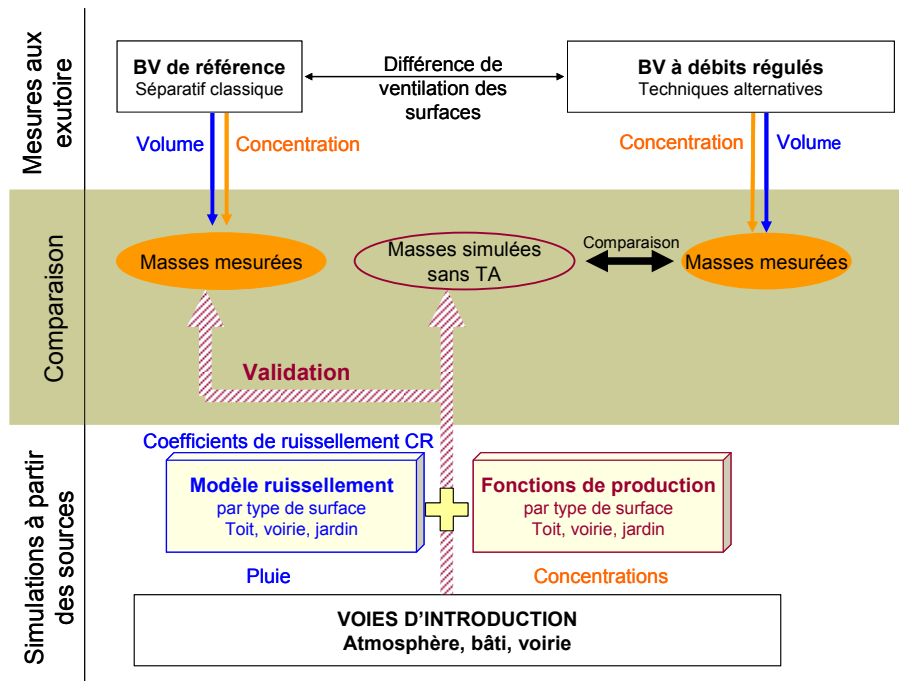 Mesures aux
exutoire
BV de référence
Séparatif classique
Différence de
ventilation des
surfaces
BV à débits régulés
Techniques alternatives
Volume
Concentration
Concentration
Volume
Comparaison
Masses mesurées
Masses simulées
sans TA
Comparaison
Masses mesurées
Validation
Simulations à partir
des sources
Coefficients de ruissellement CR
Modèle ruissellement
par type de surface
Toit, voirie, jardin
Fonctions de production
par type de surface
Toit, voirie, jardin
Pluie
Concentrations
VOIES D'INTRODUCTION
Atmosphère, bâti, voirie